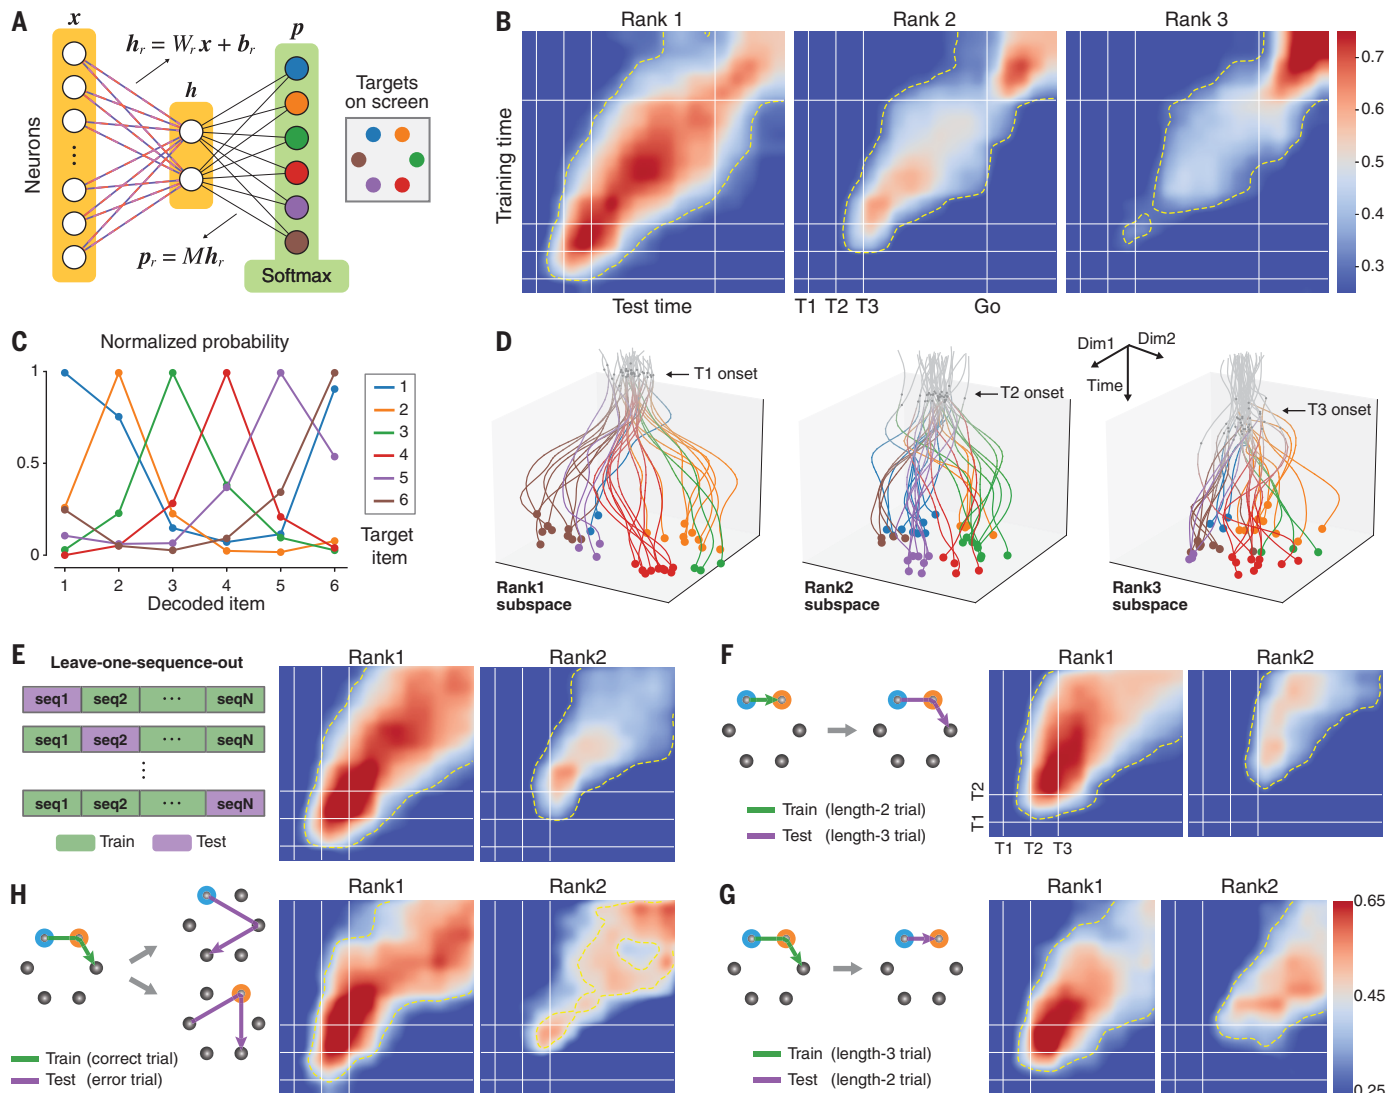 A
x
h_r = W_r x + b_r
h
p
Neurons
p_r = Mh_r
Softmax
Targets
on screen
B
Rank 1
Rank 2
Rank 3
Training time
Test time
T1 T2 T3
Go
0.7
0.6
0.5
0.4
0.3
C
Normalized probability
1
0.5
0
1 2 3 4 5 6
Decoded item
1
2
3
4
5
6
Target
item
D
T1 onset
T2 onset
T3 onset
Dim1
Dim2
Time
Rank1
subspace
Rank2
subspace
Rank3
subspace
E
Leave-one-sequence-out
seq1 seq2 ··· seqN
seq1 seq2 ··· seqN
seq1 seq2 ··· seqN
Train
Test
Rank1
Rank2
F
Train (length-2 trial)
Test (length-3 trial)
Rank1
Rank2
T2
T1
T1 T2 T3
H
Train (correct trial)
Test (error trial)
Rank1
Rank2
G
Train (length-3 trial)
Test (length-2 trial)
Rank1
Rank2
0.65
0.45
0.25